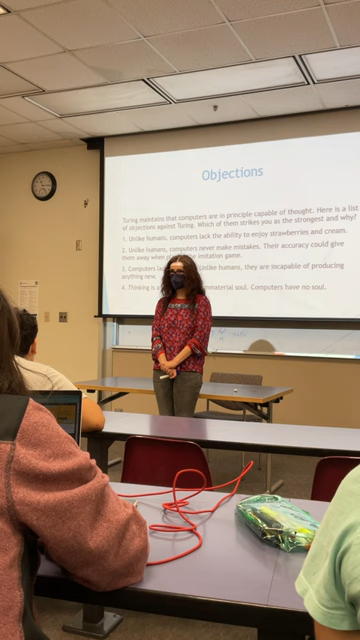 Objections
Turing maintains that computers are in principle capable of thought. Here is a list
of objections against Turing. Which of them strikes you as the strongest and why?
1. Unlike humans, computers lack the ability to enjoy strawberries and cream.
2. Unlike humans, computers never make mistakes. Their accuracy could give
them away imitation game.
3. Computers Unlike humans, they are incapable of producing
anything new.
4. Thinking is a material soul. Computers have no soul.